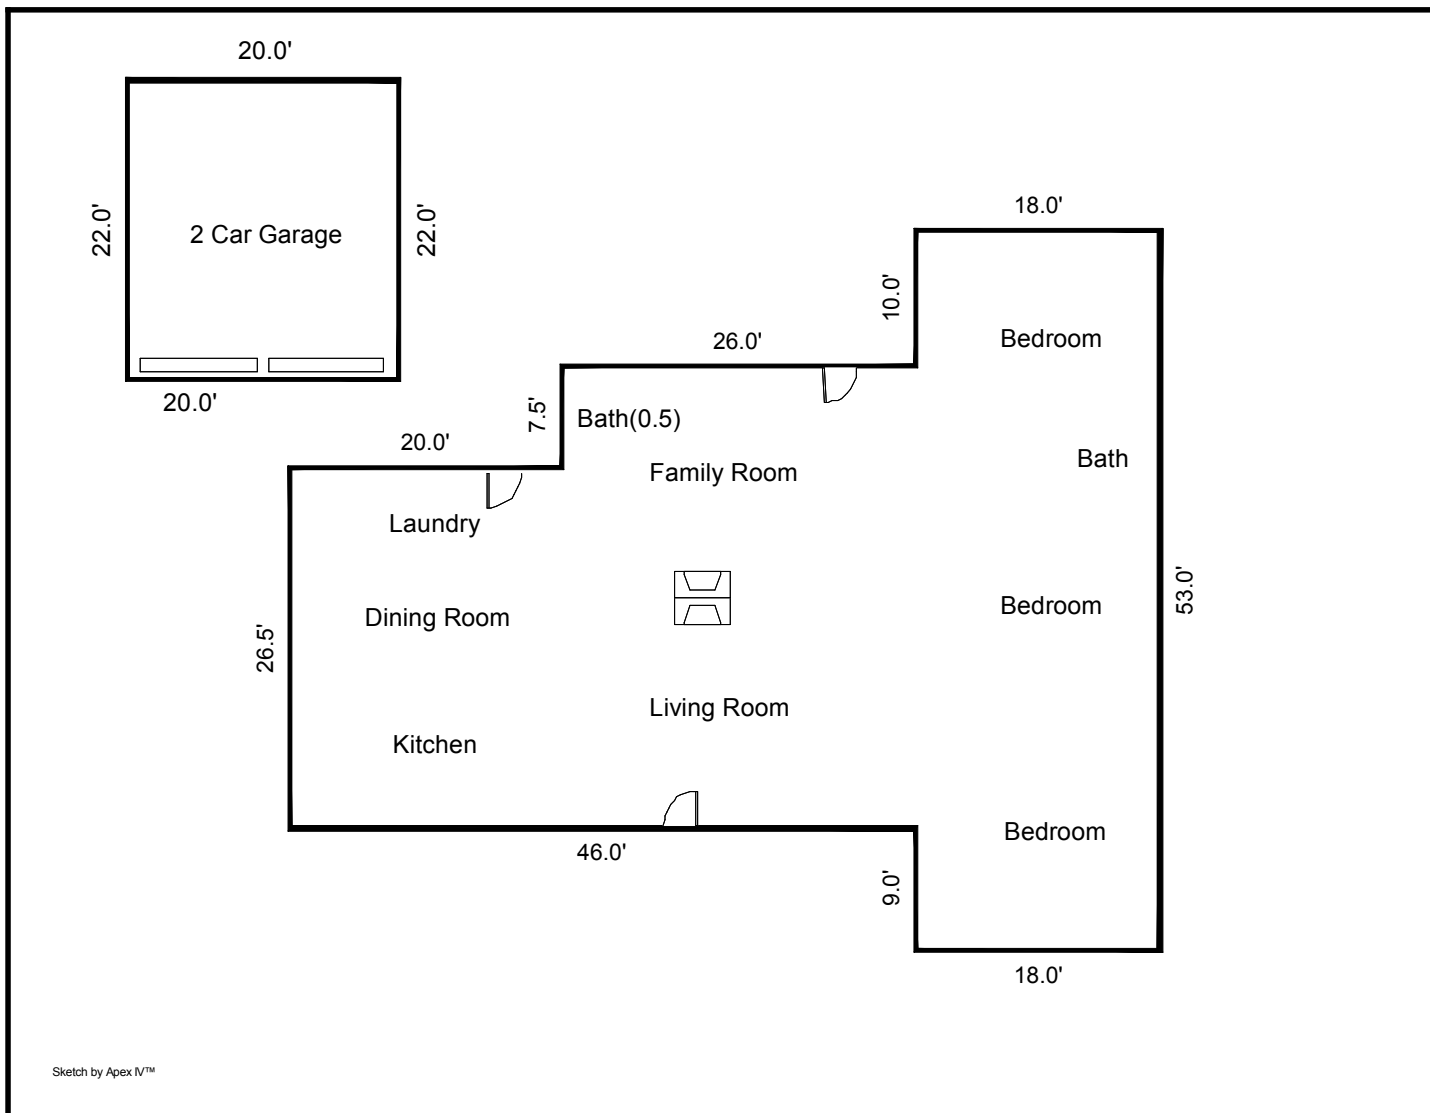 20.0'
22.0'
2 Car Garage
22.0'
20.0'
18.0'
10.0'
Bedroom
26.0'
7.5'
Bath(0.5)
20.0'
Family Room
Bath
Laundry
26.5'
Dining Room
Bedroom
53.0'
Living Room
Kitchen
46.0'
Bedroom
9.0'
18.0'
Sketch by Apex IV™